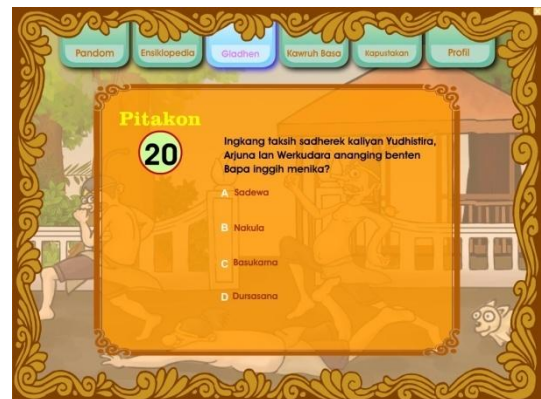 Pandom
Ensiklopedia
Gladhen
Kawruh Basa
Kapustakan
Profil
Pitakon
20
Ingkang taksih sadherek kaliyan Yudhistira,
Arjuna lan Werkudara ananging benten
Bapa inggih menika?
A Sadewa
B Nakula
C Basukarna
D Dursasana